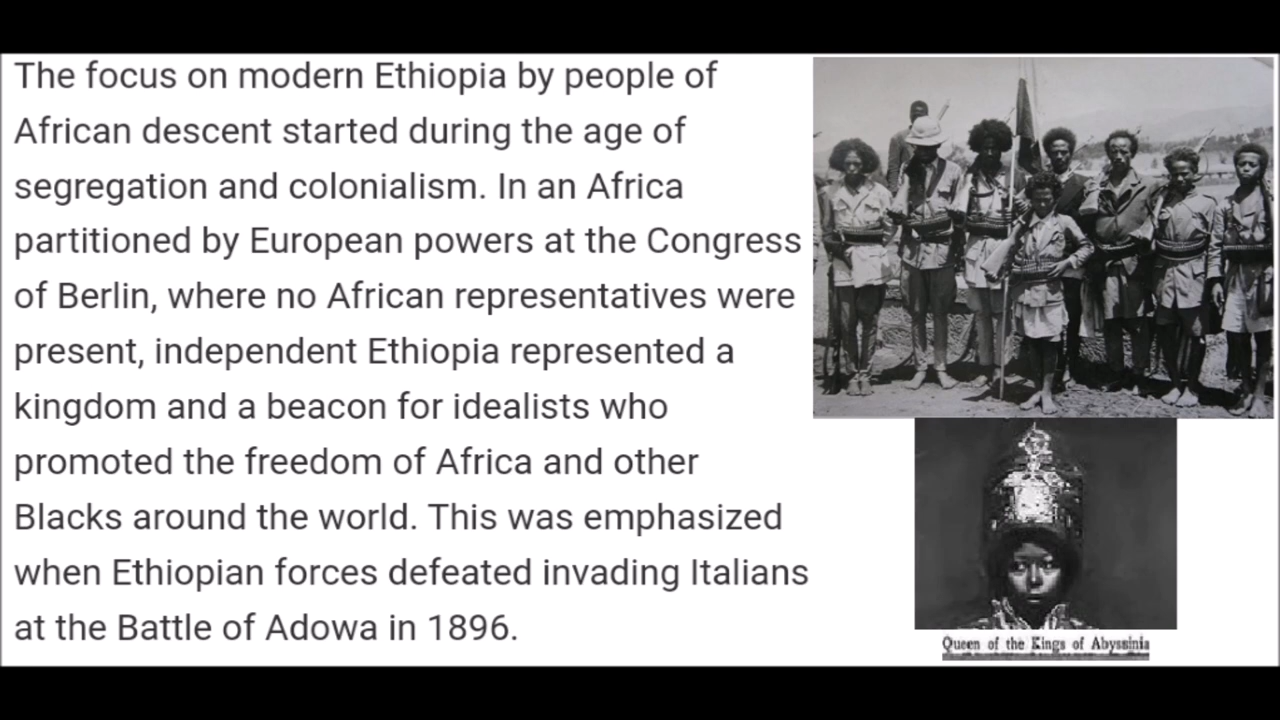 The focus on modern Ethiopia by people of
African descent started during the age of
segregation and colonialism. In an Africa
partitioned by European powers at the Congress
of Berlin, where no African representatives were
present, independent Ethiopia represented a
kingdom and a beacon for idealists who
promoted the freedom of Africa and other
Blacks around the world. This was emphasized
when Ethiopian forces defeated invading Italians
at the Battle of Adowa in 1896.
Queen of the Kings of Abyssinia